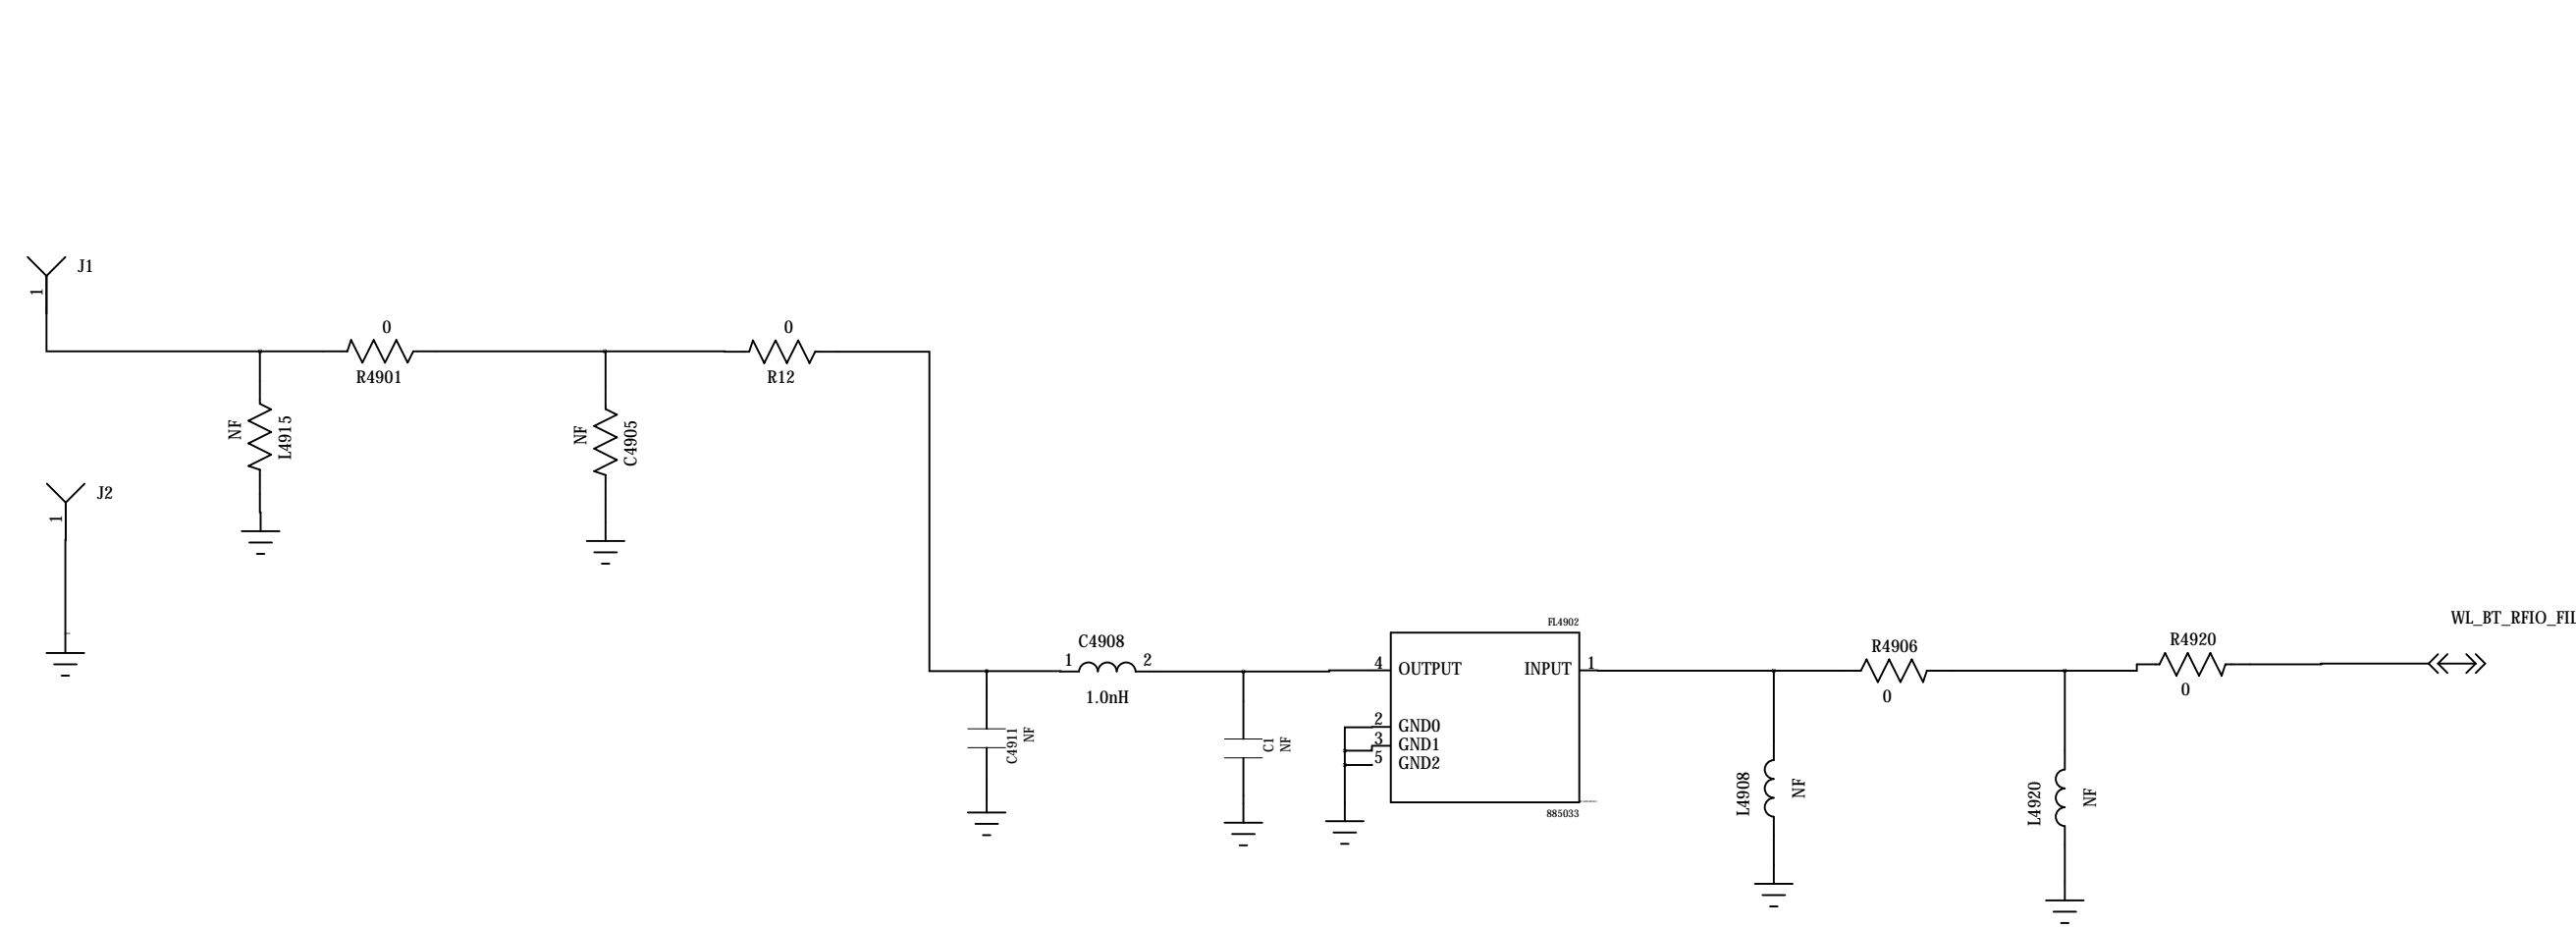 J1
1
0
R4901
NF
L4915
NF
C4905
0
R12
J2
1
C4908
1 2
1.0nH
C4911
NF
C1
NF
FL4902
4 OUTPUT INPUT 1
2 GND0
3 GND1
5 GND2
885033
R4906
0
L4908
NF
R4920
0
L4920
NF
WL_BT_RFIO_FIL